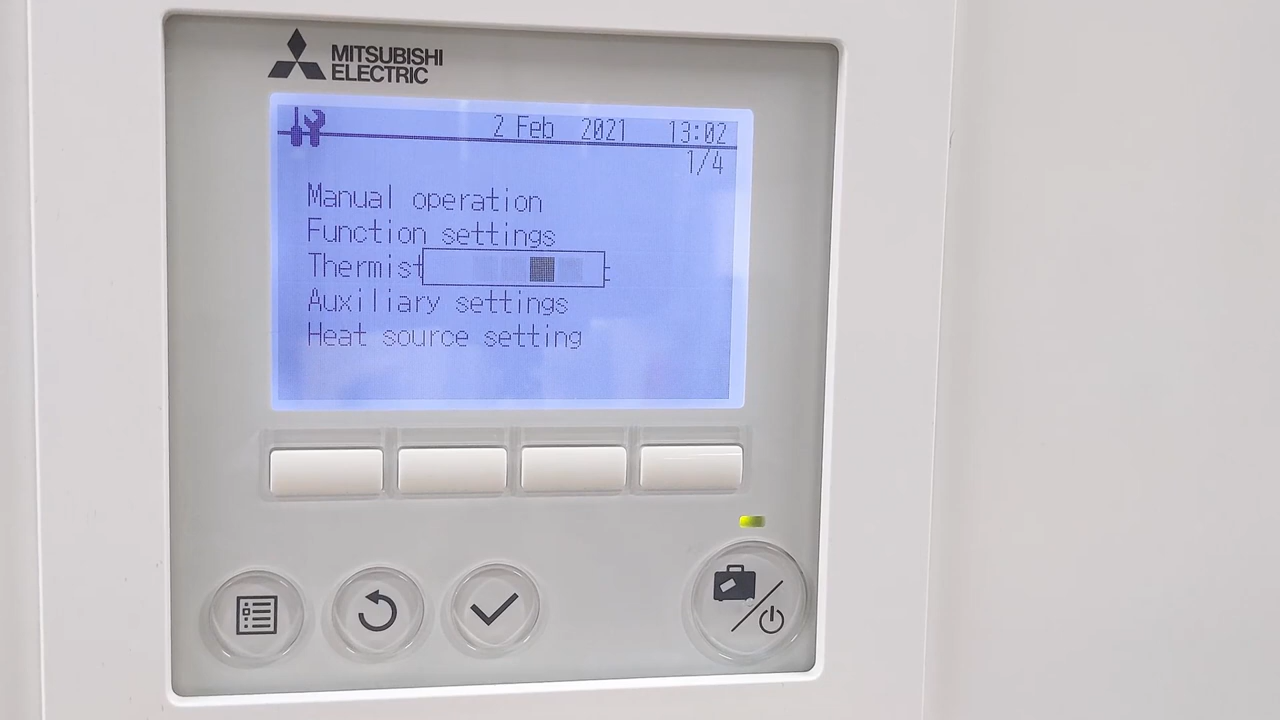 MITSUBISHI
ELECTRIC
2 Feb 2021 13:02
1/4
Manual operation
Function settings
Thermist
Auxiliary settings
Heat source setting